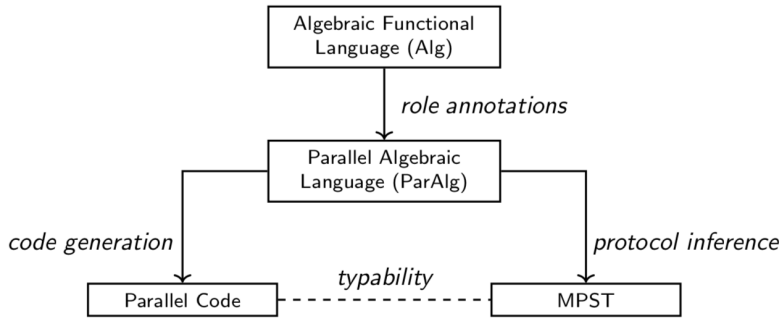 Algebraic Functional
Language (Alg)
role annotations
Parallel Algebraic
Language (ParAlg)
code generation
protocol inference
typability
Parallel Code
MPST